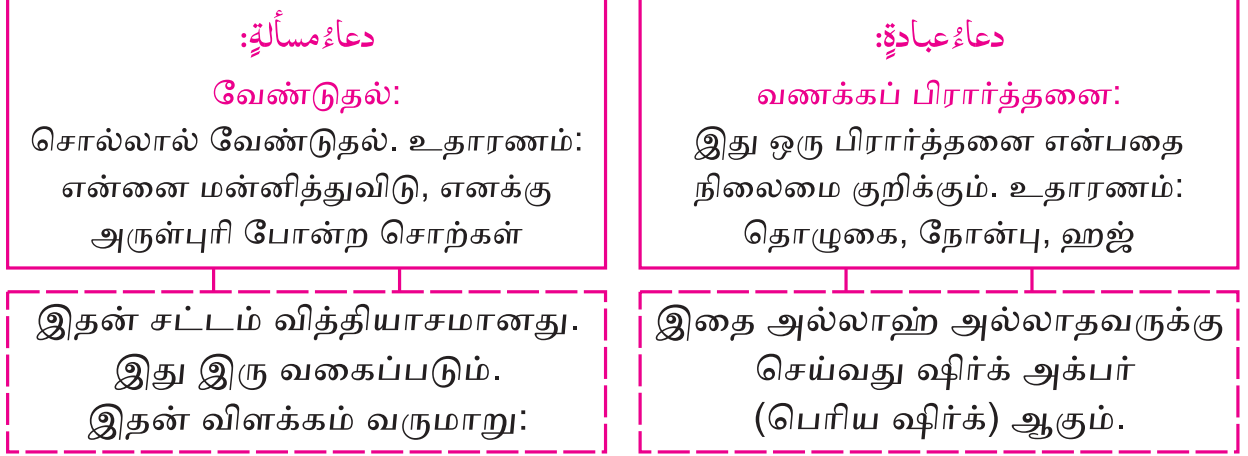 دعاءُ مسألةٍ:
வேண்டுதல்:
சொல்லால் வேண்டுதல். உதாரணம்:
என்னை மன்னித்துவிடு, எனக்கு
அருள்புரி போன்ற சொற்கள்
இதன் சட்டம் வித்தியாசமானது.
இது இரு வகைப்படும்.
இதன் விளக்கம் வருமாறு:
دعاءُ عبادةٍ:
வணக்கப் பிரார்த்தனை:
இது ஒரு பிரார்த்தனை என்பதை
நிலைமை குறிக்கும். உதாரணம்:
தொழுகை, நோன்பு, ஹஜ்
இதை அல்லாஹ் அல்லாதவருக்கு
செய்வது ஷிர்க் அக்பர்
(பெரிய ஷிர்க்) ஆகும்.